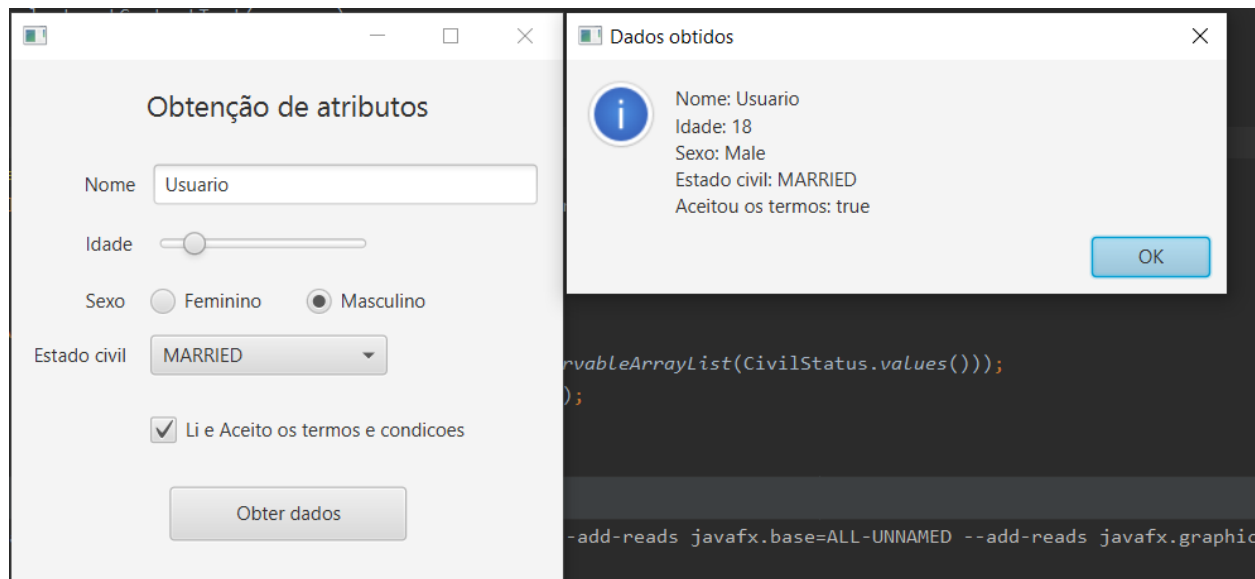 Obtenção de atributos
Nome
Usuario
Idade
Sexo
Feminino
Masculino
Estado civil
MARRIED
Li e Aceito os termos e condicoes
Obter dados
Dados obtidos
Nome: Usuario
Idade: 18
Sexo: Male
Estado civil: MARRIED
Aceitou os termos: true
OK
rvableArrayList(CivilStatus.values()));
);
-add-reads javafx.base=ALL-UNNAMED --add-reads javafx.graphic